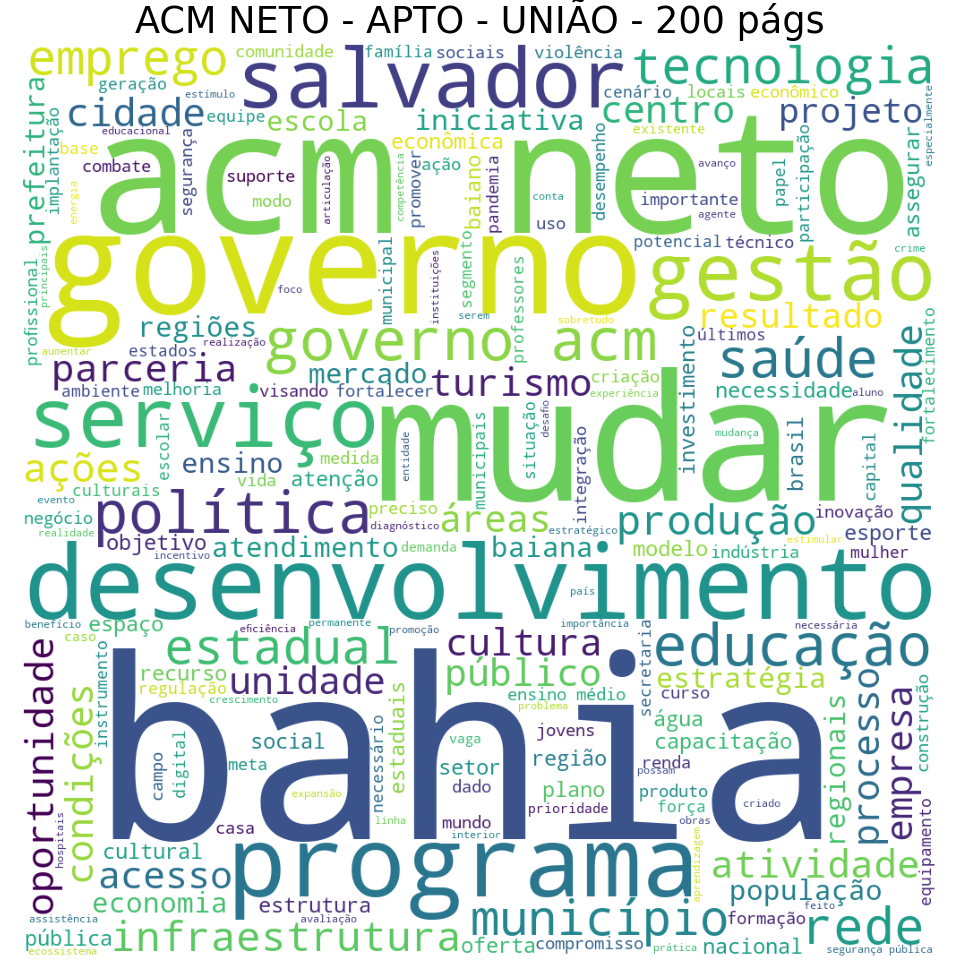 ACM NETO - APTO - UNIÃO - 200 págs
emprego
comunidade
família
sociais
violência
geração
salvador
tecnologia
estímulo
cenário
locais
econômico
cidade
equipe
escola
iniciativa
centro
projeto
prefeitura
implantação
base
educacional
segurança
acm neto
econômica
existente
especialmente
combate
suporte
articulação
competência
promover
uação
baiano
pandemia
desempenho
avanço
papel
participação
assegurar
energia
modo
conta
uso
importante
agente
governo
municipal
instituições
segmento
potencial
técnico
crime
profissional
principais
foco
serem
professores
sobretudo
gestão
regiões
realização
resultado
aumentar
estados
governo acm
últimos
fortalecimento
parceria
mercado
turismo
criação
investimento
saúde
qualidade
ambiente
melhoria
visando
fortalecer
experiência
necessidade
aluno
serviço
mudar
escolar
medida
entidade
municipais
situação
desafio
integração
mudança
brasil
capital
ações
ensino
vida
atenção
evento
culturais
preciso
negócio
política
diagnóstico
áreas
estratégico
produção
inovação
realidade
objetivo
atendimento
demanda
baiana
modelo
estimular
esporte
incentivo
indústria
mulher
desenvolvimento
país
benefício
espaço
eficiência
permanente
promoção
importância
necessária
caso
estadual
cultura
secretaria
educação
oportunidade
condições
instrumento
recurso
regulação
unidade
público
estratégia
crescimento
ensino médio
curso
processo
empresa
construção
bahia
problema
estaduais
necessário
social
vaga
jovens
água
regionais
campo
digital
meta
setor
região
capacitação
dado
renda
possam
expansão
plano
produto
prioridade
força
criado
hospitais
casa
linha
mundo
interior
obras
aprendizagem
equipamento
cultural
programa
acesso
atividade
economia
estrutura
população
assistência
avaliação
município
formação
feito
rede
pública
infraestrutura
oferta
compromisso
ecossistema
prática
nacional
segurança pública